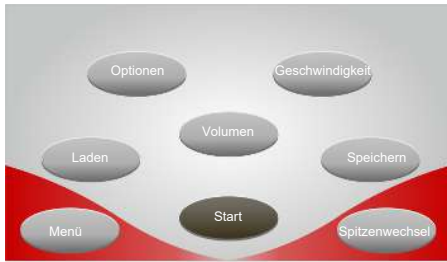 Optionen
Geschwindigkeit
Volumen
Laden
Speichern
Start
Menü
Spitzenwechsel